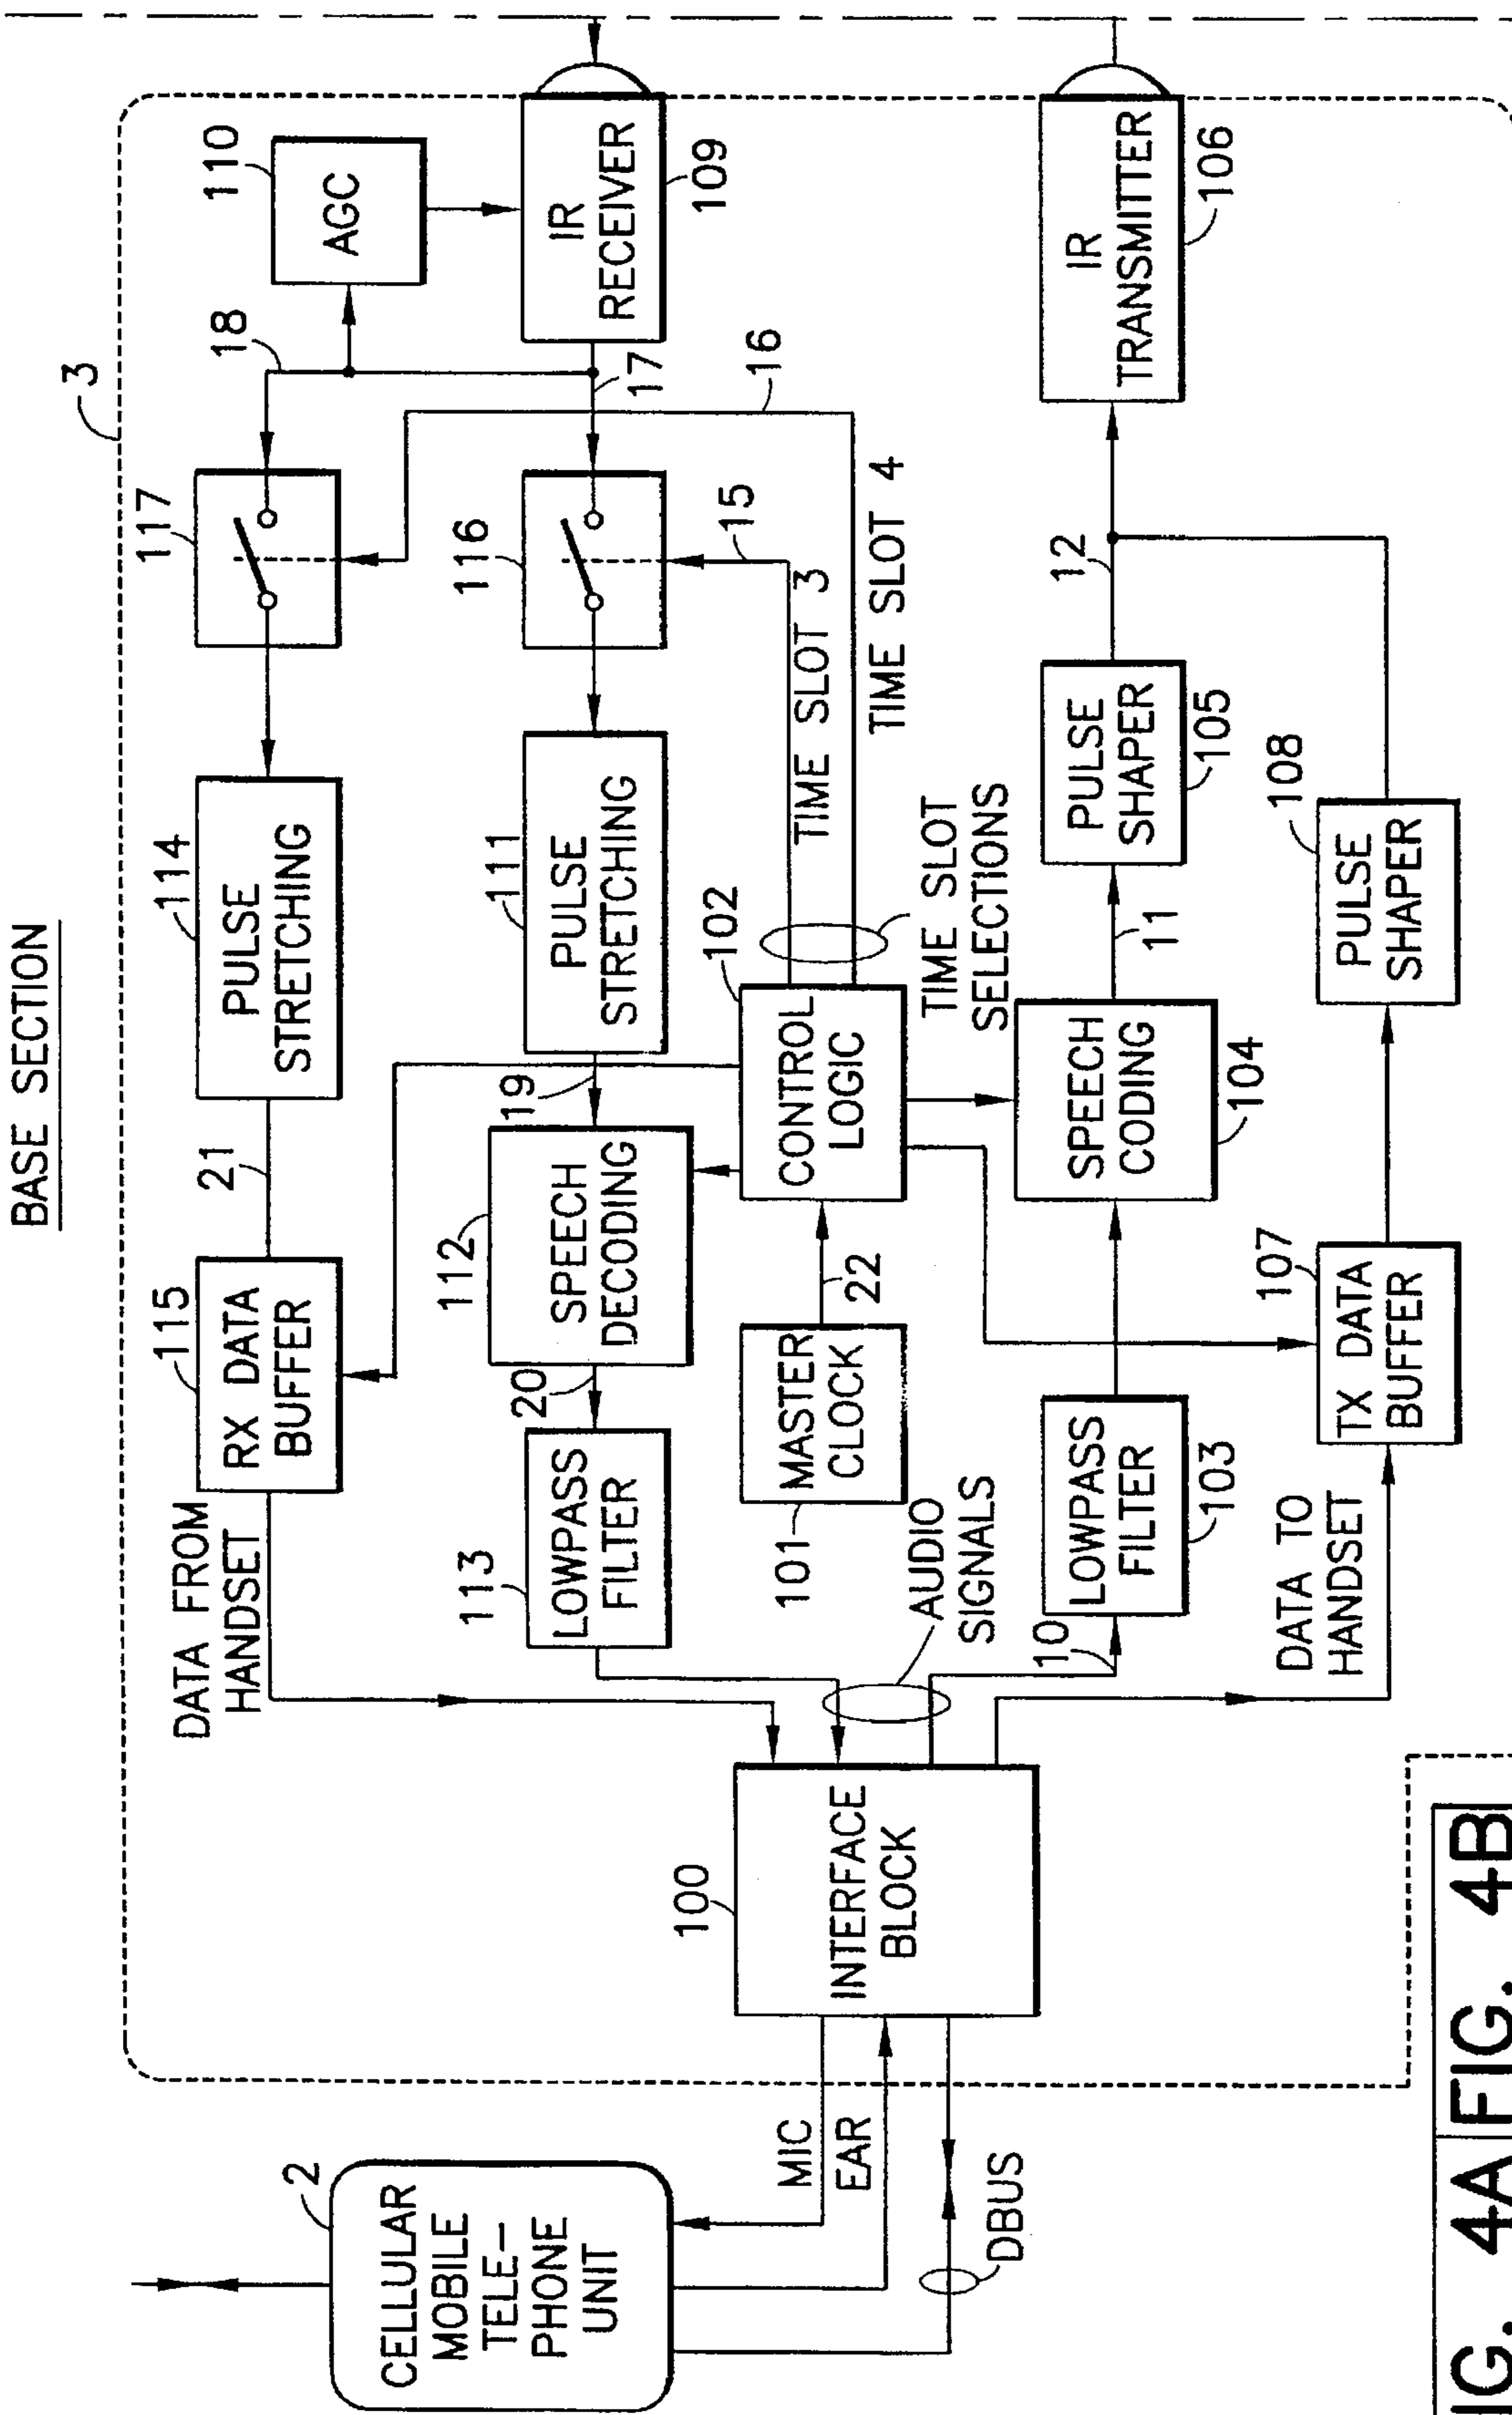 BASE SECTION
3
2
CELLULAR
MOBILE
TELE-
PHONE
UNIT
MIC
EAR
DBUS
100
INTERFACE
BLOCK
DATA FROM
HANDSET
115
RX DATA
BUFFER
21
114
PULSE
STRETCHING
117
18
110
AGC
113
LOWPASS
FILTER
20
112
SPEECH
DECODING
19
111
PULSE
STRETCHING
116
17
IR
RECEIVER
109
16
15
TIME SLOT 3
TIME SLOT 4
101
MASTER
CLOCK
22
102
CONTROL
LOGIC
TIME SLOT
SELECTIONS
AUDIO
SIGNALS
10
LOWPASS
FILTER
103
SPEECH
CODING
104
11
PULSE
SHAPER
105
12
IR
TRANSMITTER
106
DATA TO
HANDSET
107
TX DATA
BUFFER
108
PULSE
SHAPER
IG. 4A
FIG. 4B